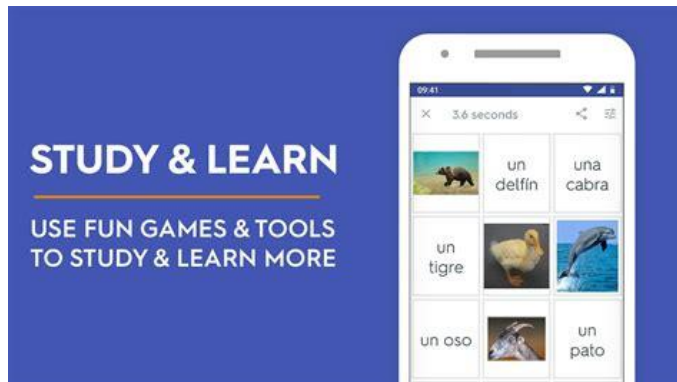 STUDY & LEARN
USE FUN GAMES & TOOLS
TO STUDY & LEARN MORE
09:41
3.6 seconds
un
delfín
una
cabra
un
tigre
un oso
un
pato